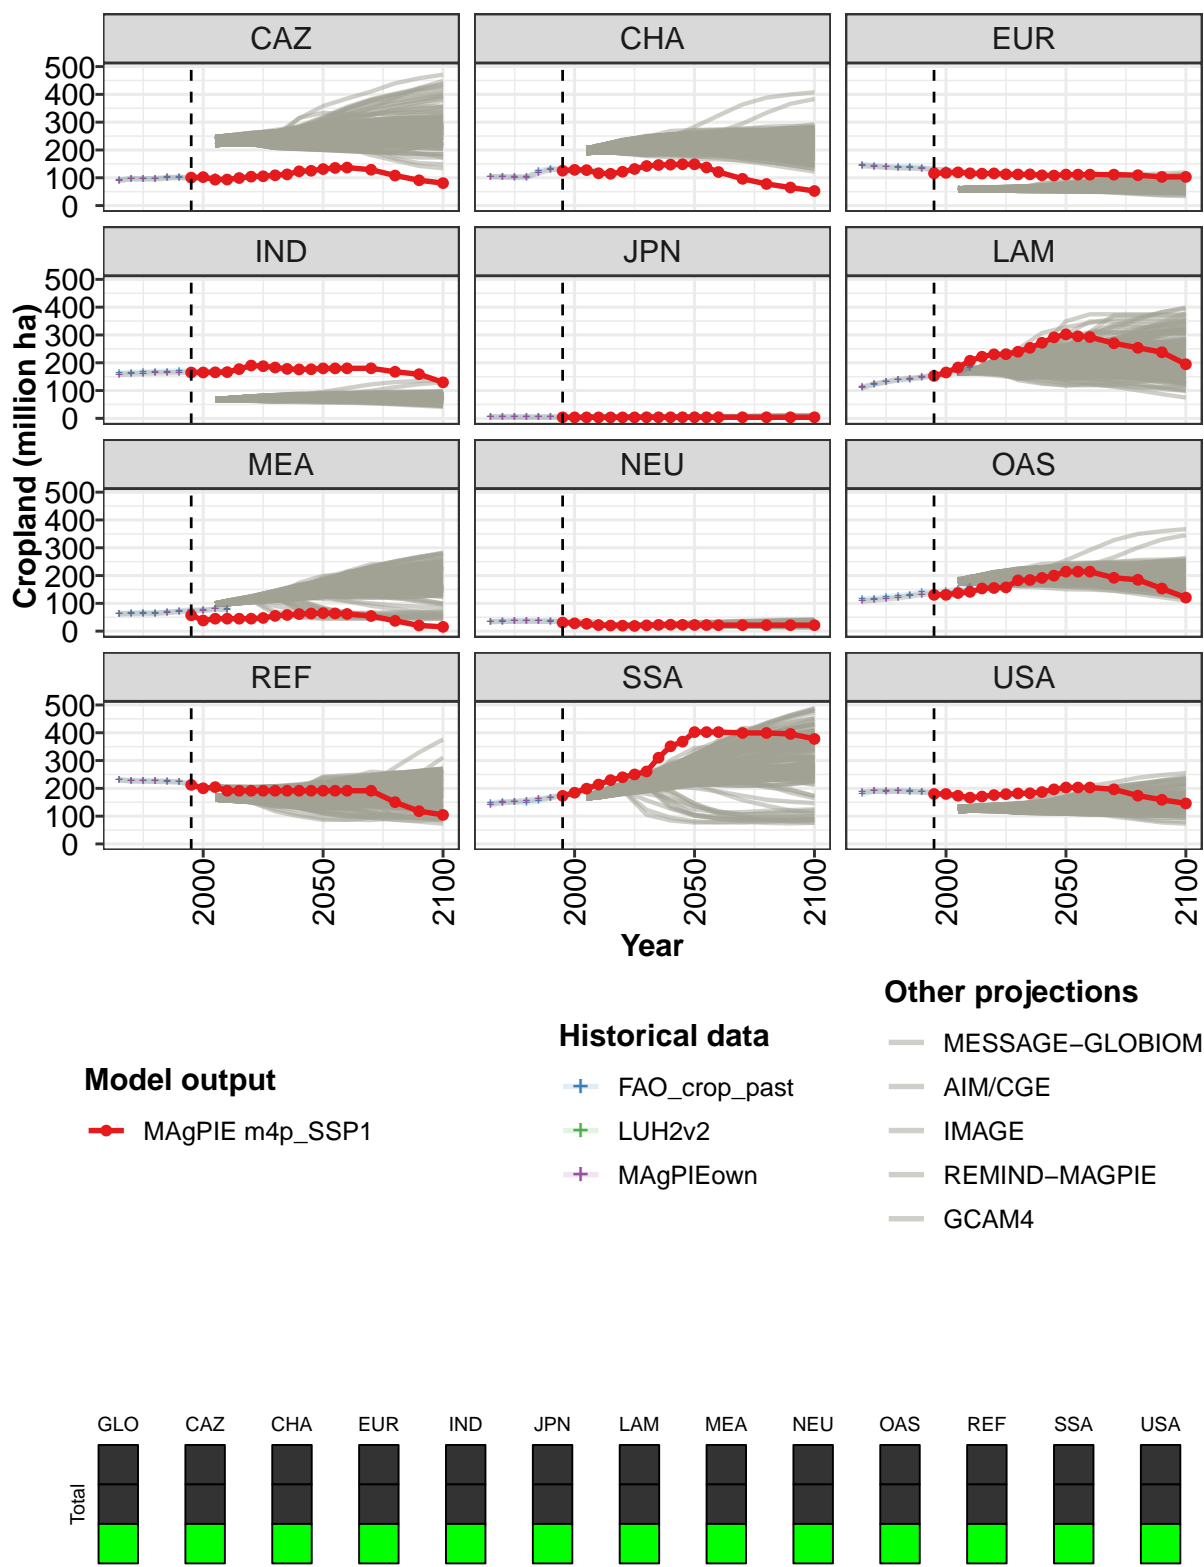 CAZ CHA EUR
500
400
300
200
100
0
IND JPN LAM
500
400
300
200
100
0
MEA NEU OAS
500
400
300
200
100
0
REF SSA USA
500
400
300
200
100
0
Cropland (million ha)
2000 2050 2100 2000 2050 2100 2000 2050 2100
Year
Model output
MAgPIE m4p_SSP1
Historical data
FAO_crop_past
LUH2v2
MAgPIEown
Other projections
MESSAGE−GLOBIOM
AIM/CGE
IMAGE
REMIND−MAGPIE
GCAM4
GLO CAZ CHA EUR IND JPN LAM MEA NEU OAS REF SSA USA
Total